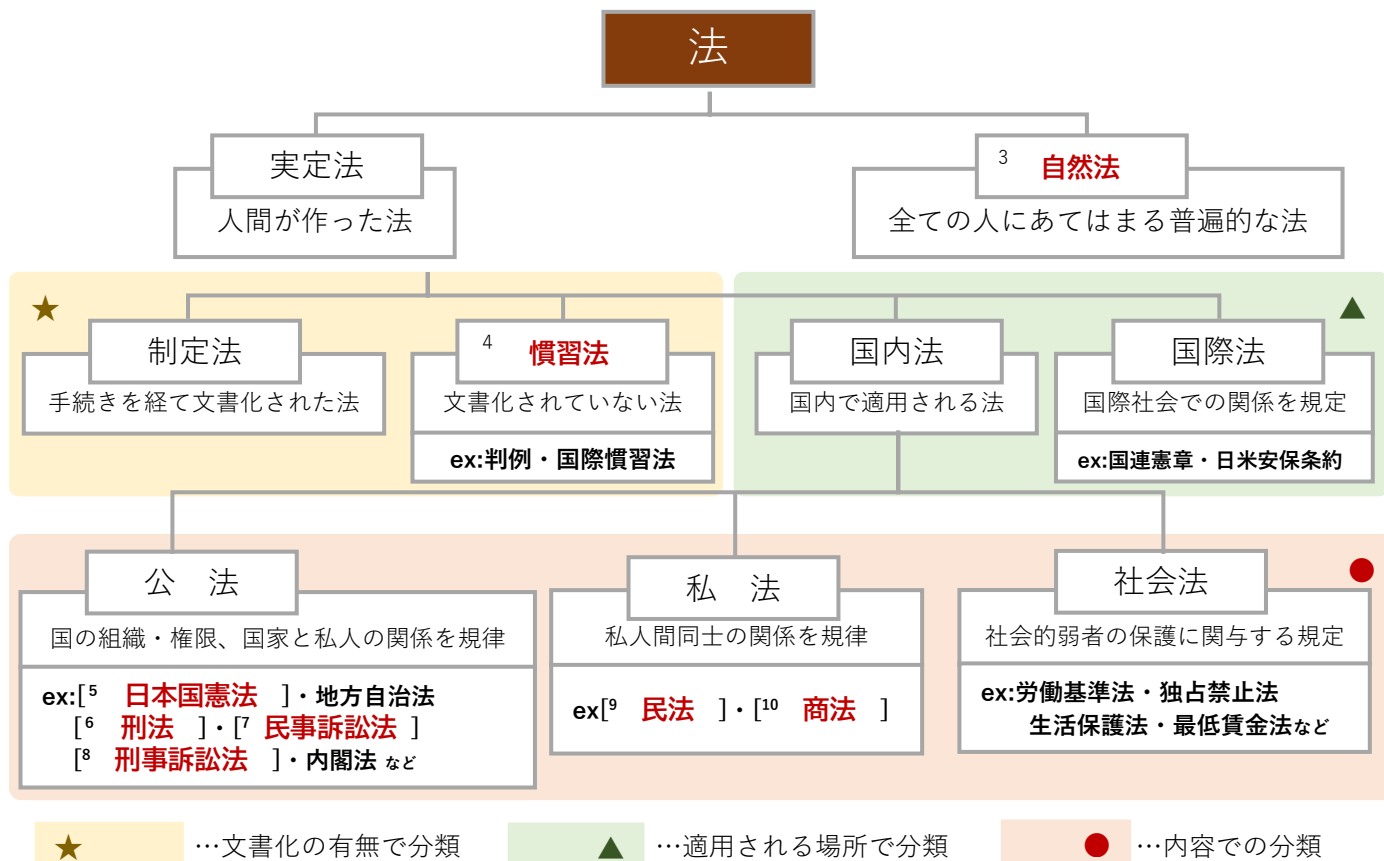 法
実定法
人間が作った法
3 自然法
全ての人にあてはまる普遍的な法
★
▲
制定法
手続きを経て文書化された法
4 慣習法
文書化されていない法
ex:判例・国際慣習法
国内法
国内で適用される法
国際法
国際社会での関係を規定
ex:国連憲章・日米安保条約
公　法
国の組織・権限、国家と私人の関係を規律
ex:[5 日本国憲法 ]・地方自治法
[6 刑法 ]・[7 民事訴訟法 ]
[8 刑事訴訟法 ]・内閣法 など
私　法
私人間同士の関係を規律
ex[9 民法 ]・[10 商法 ]
社会法
●
社会的弱者の保護に関与する規定
ex:労働基準法・独占禁止法
生活保護法・最低賃金法など
★ …文書化の有無で分類
▲ …適用される場所で分類
● …内容での分類